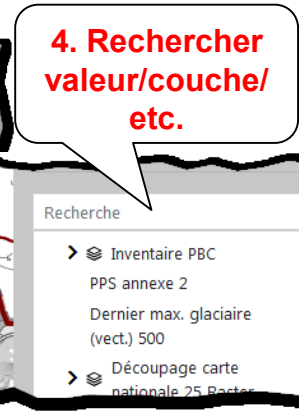 4. Rechercher
valeur/couche/
etc.
Recherche
Inventaire PBC
PPS annexe 2
Dernier max. glaciaire
(vect.) 500
Découpage carte
nationale 25 Raster